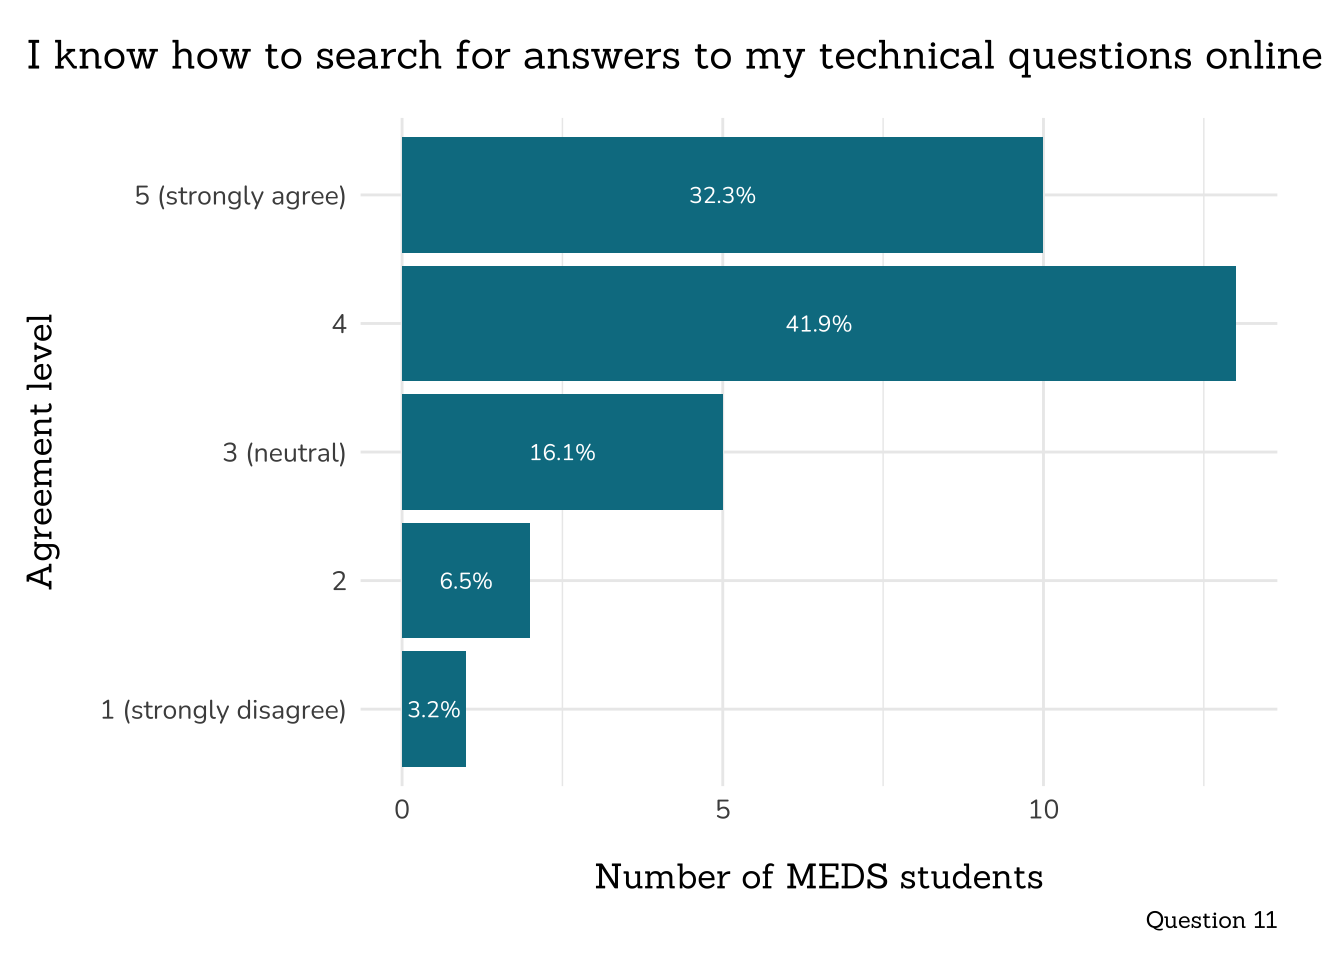 I know how to search for answers to my technical questions online
5 (strongly agree)
32.3%
4
41.9%
3 (neutral)
16.1%
2
6.5%
1 (strongly disagree)
3.2%
Agreement level
0 5 10
Number of MEDS students
Question 11